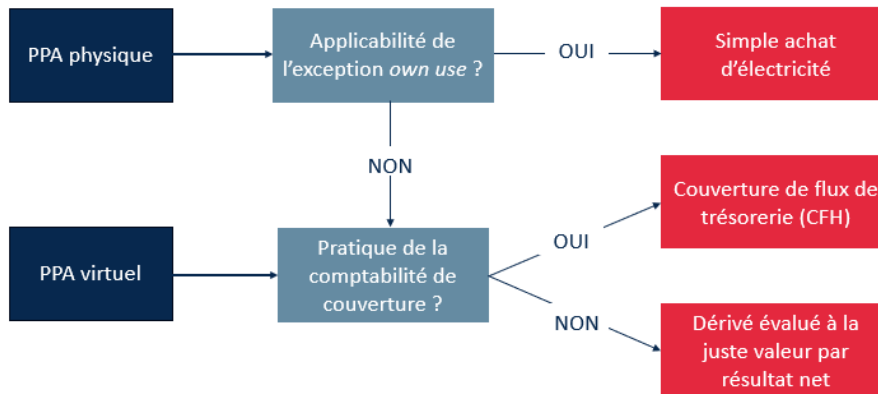 PPA physique
Applicabilité de
l'exception own use ?
OUI
Simple achat
d'électricité
NON
PPA virtuel
Pratique de la
comptabilité de
couverture ?
OUI
Couverture de flux de
trésorerie (CFH)
NON
Dérivé évalué à la
juste valeur par
résultat net